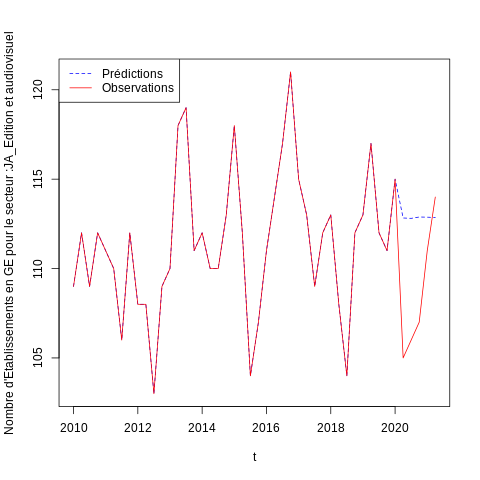 Nombre d'Etablissements en GE pour le secteur :JA_Edition et audiovisuel
Prédictions
Observations
120
115
110
105
2010 2012 2014 2016 2018 2020
t